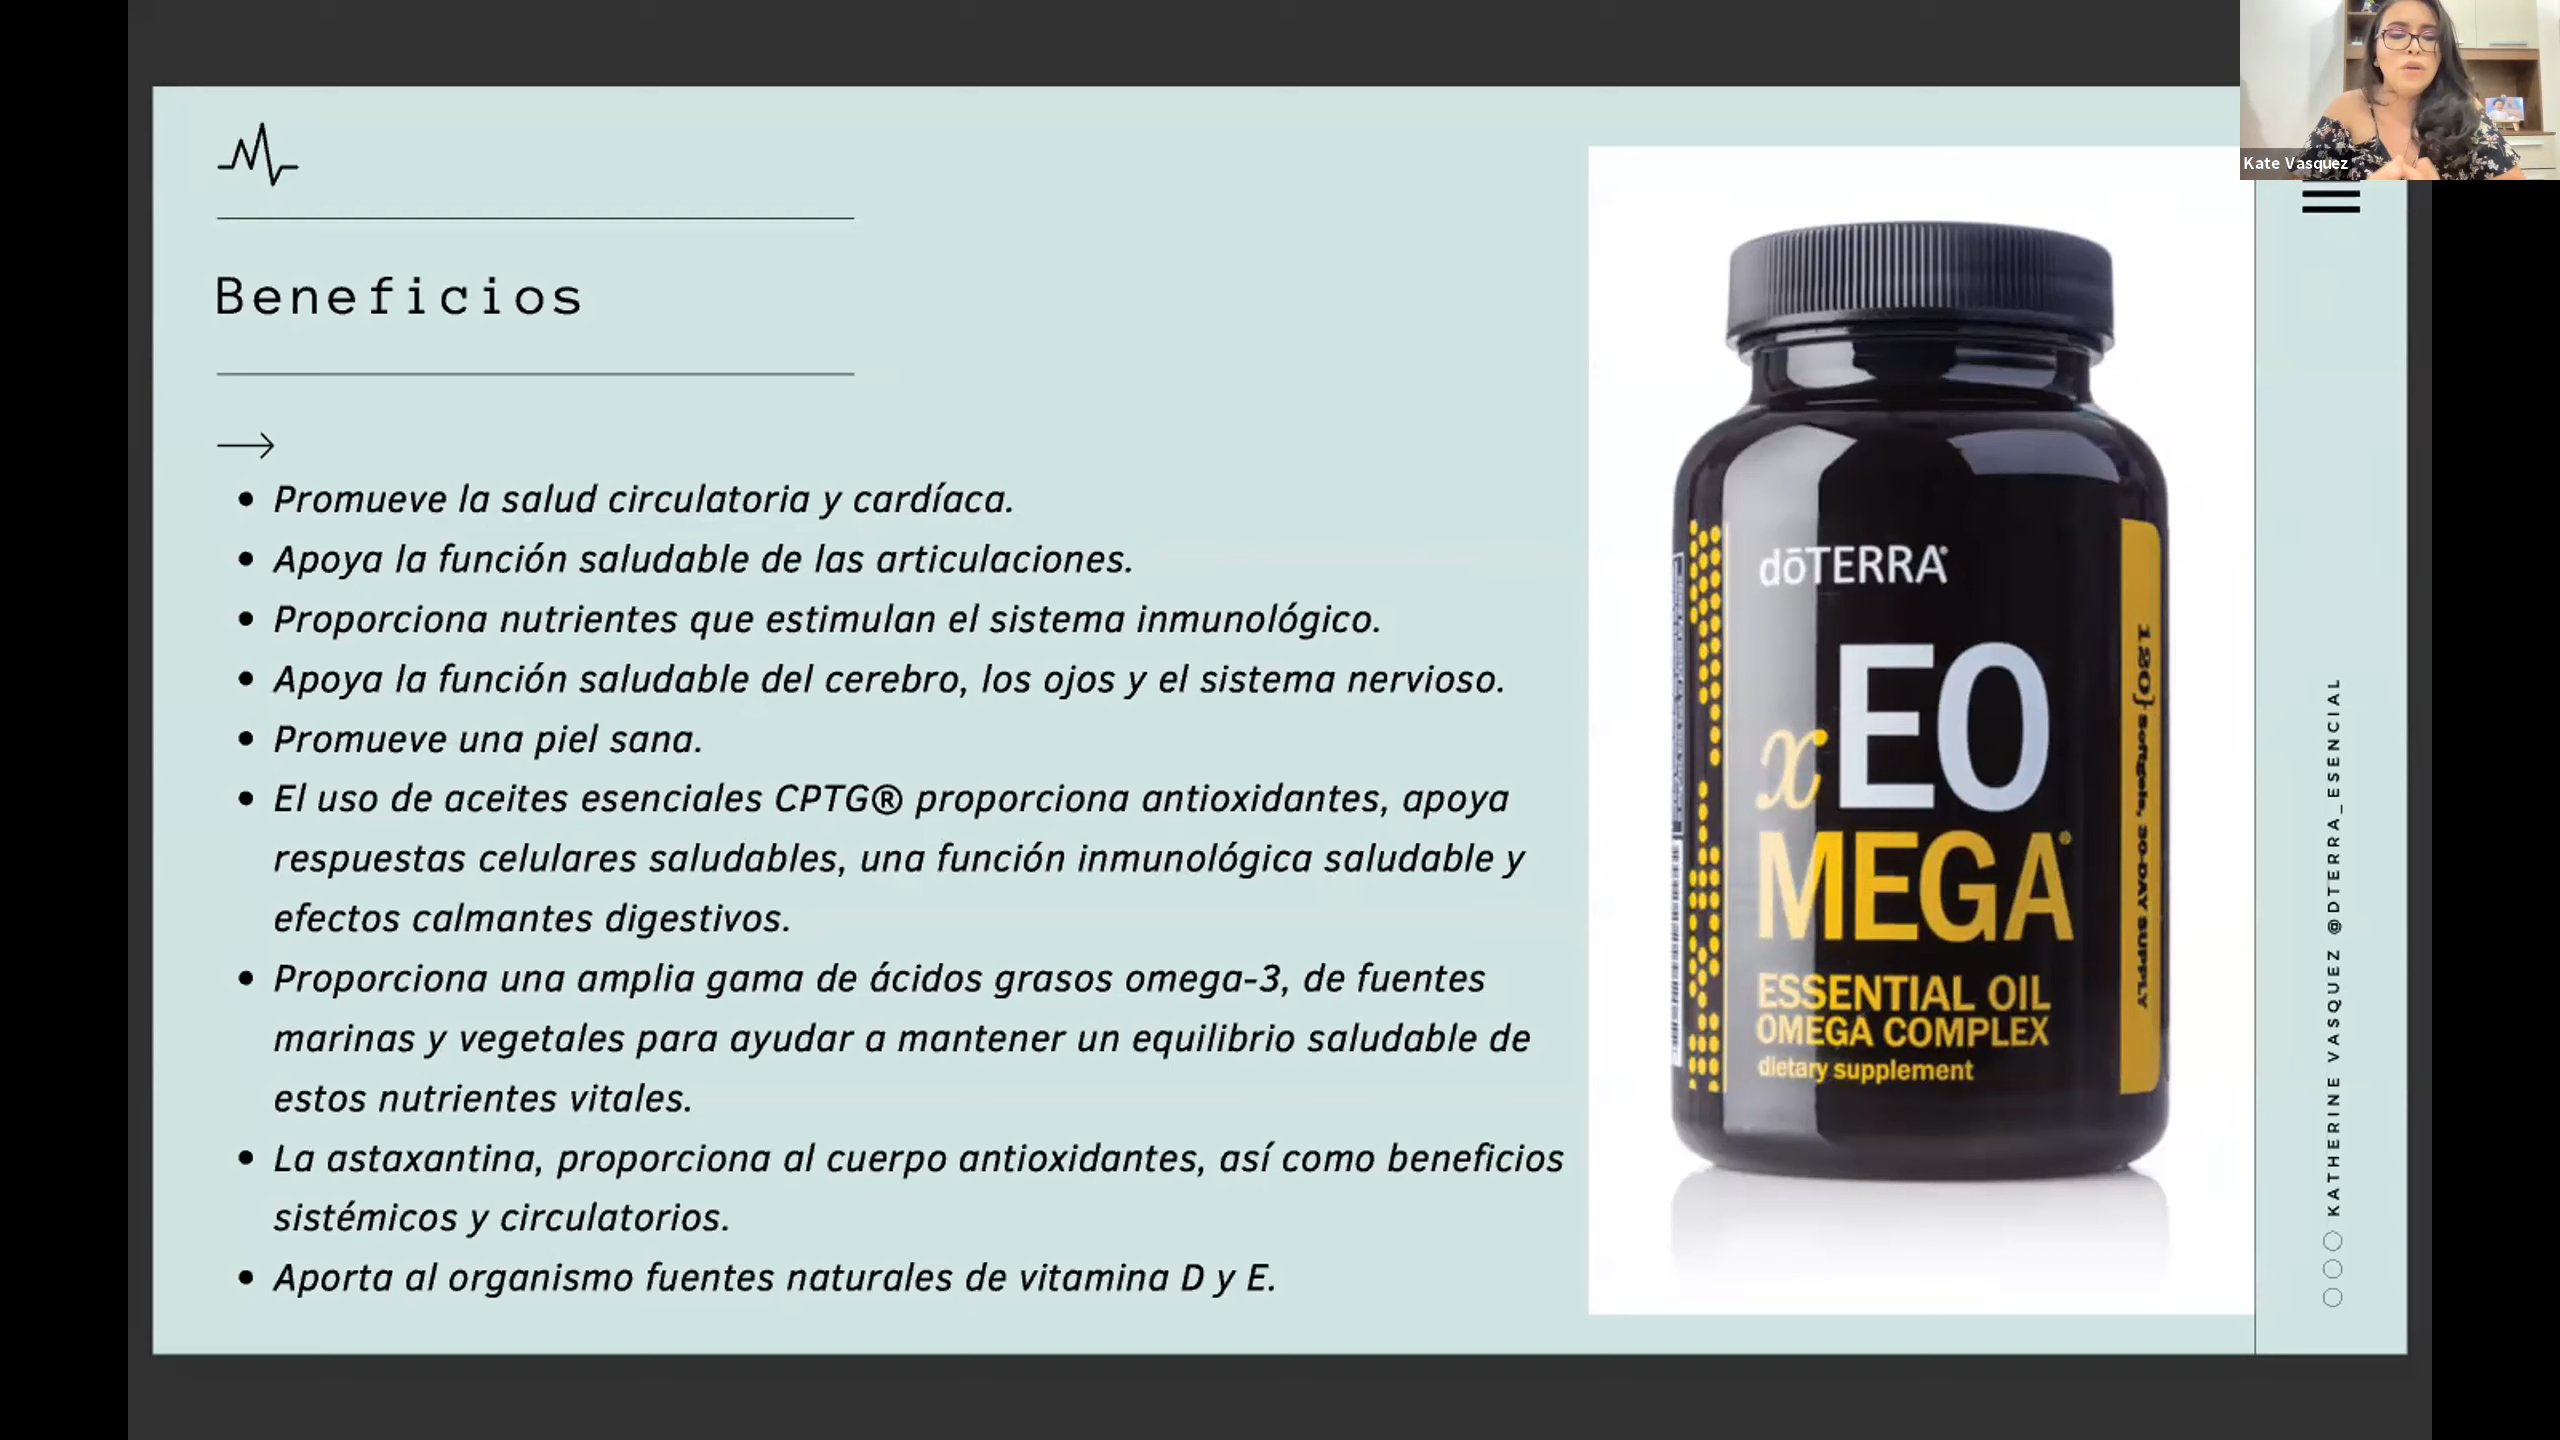 Kate Vasquez
Beneficios
Promueve la salud circulatoria y cardíaca.
Apoya la función saludable de las articulaciones.
Proporciona nutrientes que estimulan el sistema inmunológico.
Apoya la función saludable del cerebro, los ojos y el sistema nervioso.
Promueve una piel sana.
El uso de aceites esenciales CPTG® proporciona antioxidantes, apoya
respuestas celulares saludables, una función inmunológica saludable y
efectos calmantes digestivos.
Proporciona una amplia gama de ácidos grasos omega-3, de fuentes
marinas y vegetales para ayudar a mantener un equilibrio saludable de
estos nutrientes vitales.
La astaxantina, proporciona al cuerpo antioxidantes, así como beneficios
sistémicos y circulatorios.
Aporta al organismo fuentes naturales de vitamina D y E.
dōTERRA®
xEO
MEGA®
ESSENTIAL OIL
OMEGA COMPLEX
dietary supplement
120 Softgels, 30-DAY SUPPLY
KATHERINE VASQUEZ @DTERRA_ESENCIAL